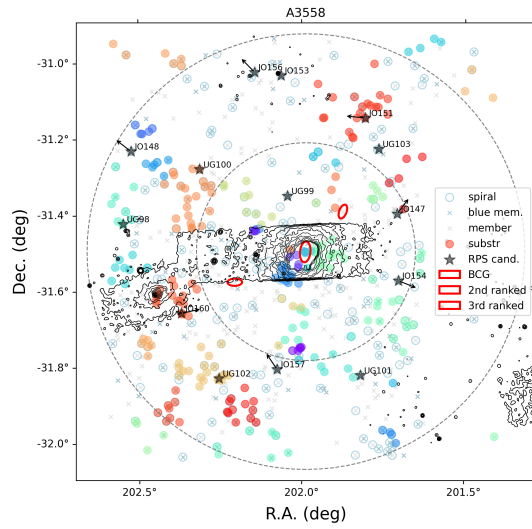 A3558
-31.0°
-31.2°
-31.4°
-31.6°
-31.8°
-32.0°
Dec. (deg)
202.5°
202.0°
201.5°
R.A. (deg)
JO156
JO153
JO151
JO148
UG103
UG100
UG99
JO147
UG98
JO154
JO160
JO157
UG102
UG101
spiral
blue mem.
member
substr
RPS cand.
BCG
2nd ranked
3rd ranked